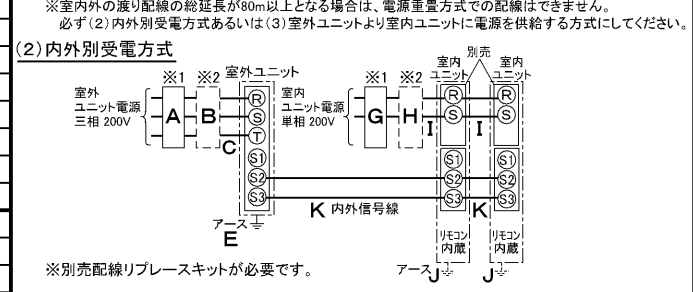 ※室内外の渡り配線の総延長が80m以上となる場合は、電源重畳方式での配線はできません。
必ず(2)内外別受電方式あるいは(3)室外ユニットより室内ユニットに電源を供給する方式にしてください。
(2)内外別受電方式
※1 ※2 室外ユニット
室外
ユニット電源
三相 200V
A B C
R
S
T
S1
S2
S3
アース
E
※1 ※2
室内
ユニット電源
単相 200V
G H I I
別売
室内
ユニット
室内
ユニット
R R
S S
S1 S1
S2 S2
S3 S3
K 内外信号線
K
リモコン
内蔵
リモコン
内蔵
アース J J
※別売配線リプレースキットが必要です。